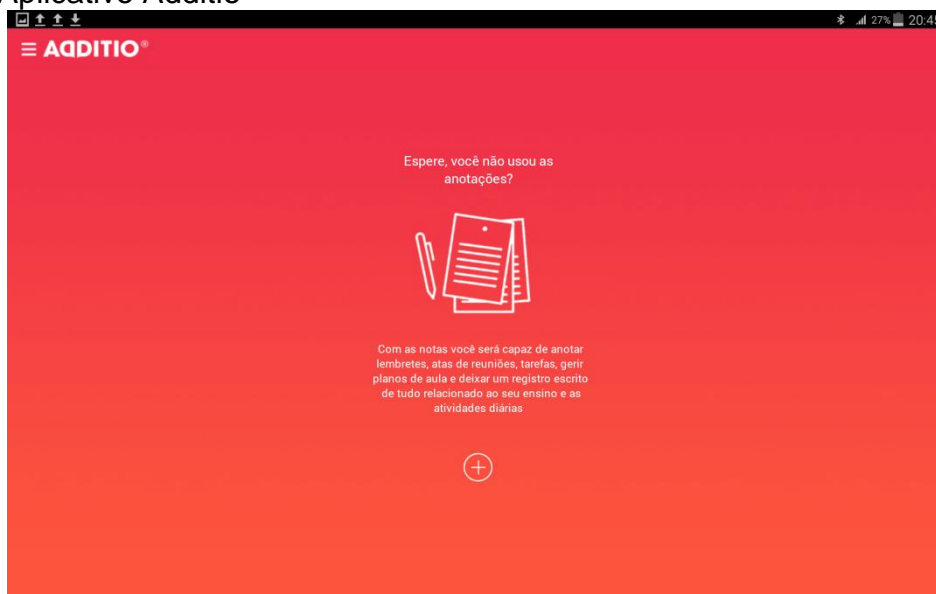 Aplicativo Additio
27% 20:45
≡ ADDITIO®
Espere, você não usou as
anotações?
Com as notas você será capaz de anotar
lembretes, atas de reuniões, tarefas, gerir
planos de aula e deixar um registro escrito
de tudo relacionado ao seu ensino e as
atividades diárias